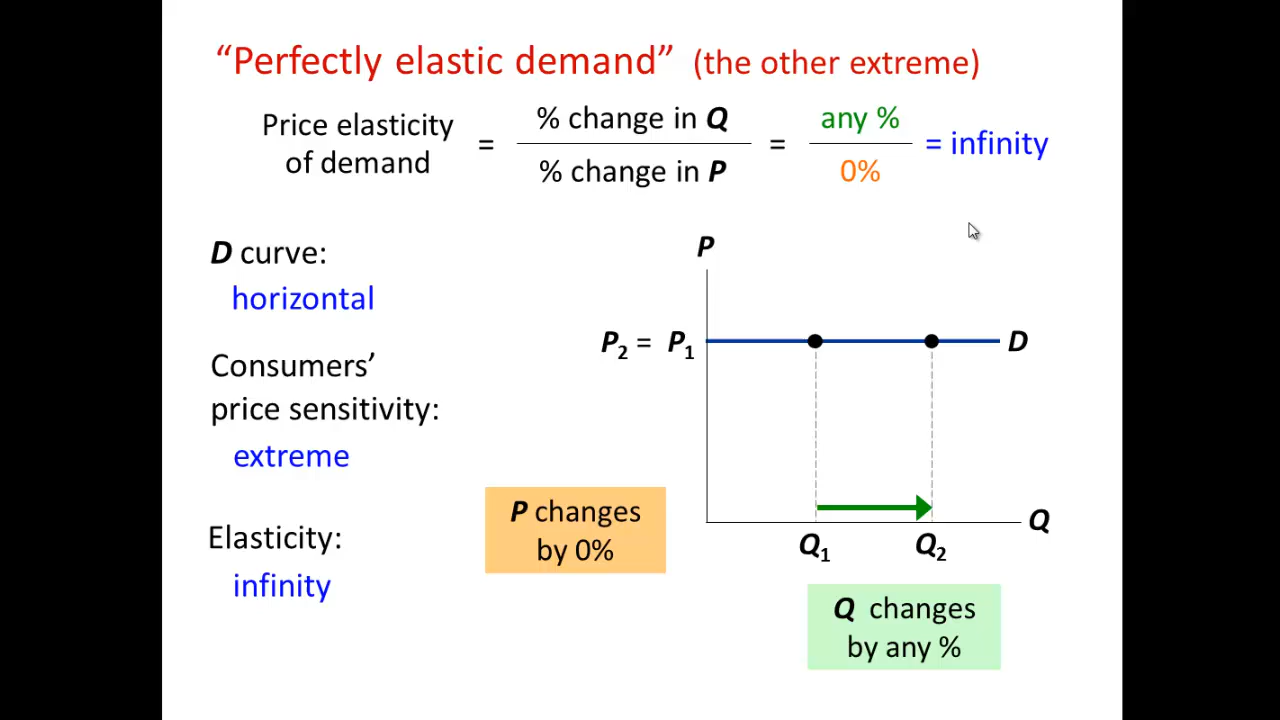 “Perfectly elastic demand” (the other extreme)
Price elasticity
of demand
=
% change in Q
% change in P
=
any %
0%
= infinity
D curve:
horizontal
Consumers’
price sensitivity:
extreme
Elasticity:
infinity
P
P2 = P1
D
P changes
by 0%
Q
Q1
Q2
Q changes
by any %